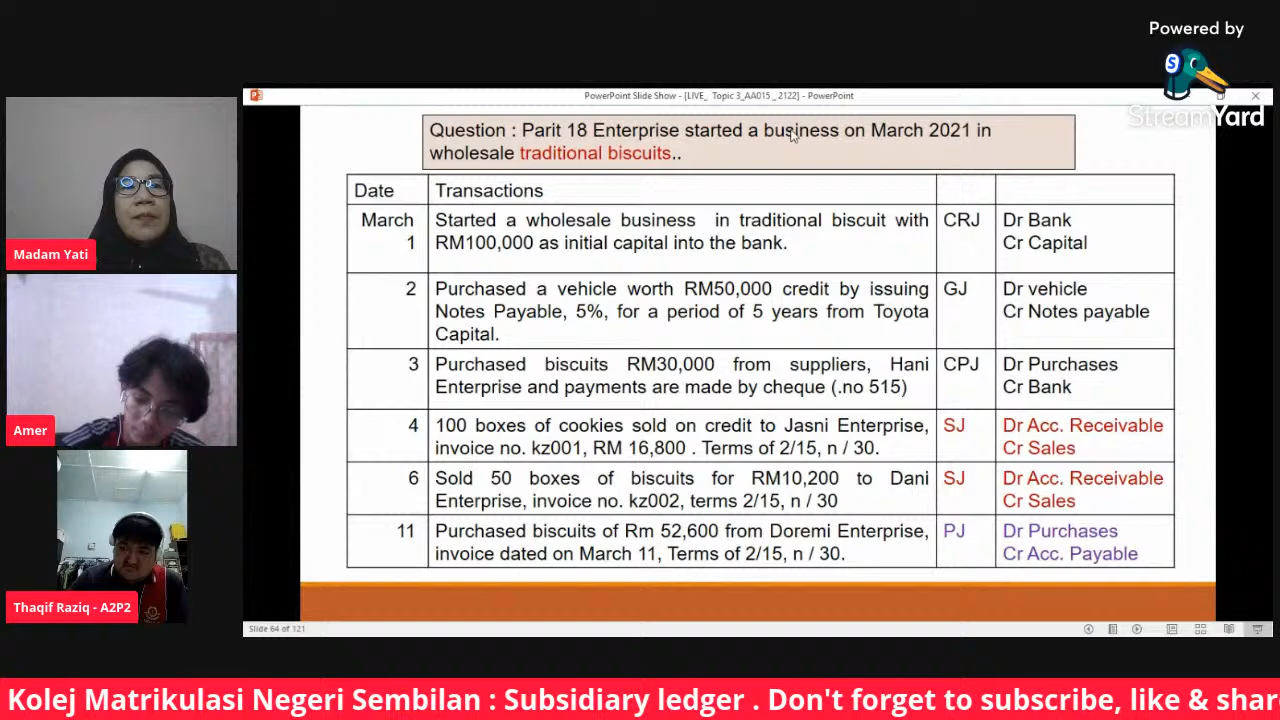 Powered by
S
StreamYard
PowerPoint Slide Show - [LIVE_ Topic 3_AA015 _ 2122] - PowerPoint
Question : Parit 18 Enterprise started a business on March 2021 in
wholesale traditional biscuits..
Date Transactions
March Started a wholesale business in traditional biscuit with CRJ Dr Bank
1 RM100,000 as initial capital into the bank. Cr Capital
2 Purchased a vehicle worth RM50,000 credit by issuing GJ Dr vehicle
Notes Payable, 5%, for a period of 5 years from Toyota Cr Notes payable
Capital.
3 Purchased biscuits RM30,000 from suppliers, Hani CPJ Dr Purchases
Enterprise and payments are made by cheque (.no 515) Cr Bank
4 100 boxes of cookies sold on credit to Jasni Enterprise, SJ Dr Acc. Receivable
invoice no. kz001, RM 16,800 . Terms of 2/15, n / 30. Cr Sales
6 Sold 50 boxes of biscuits for RM10,200 to Dani SJ Dr Acc. Receivable
Enterprise, invoice no. kz002, terms 2/15, n / 30 Cr Sales
11 Purchased biscuits of Rm 52,600 from Doremi Enterprise, PJ Dr Purchases
invoice dated on March 11, Terms of 2/15, n / 30. Cr Acc. Payable
Slide 64 of 121
Madam Yati
Amer
Thaqif Raziq - A2P2
Kolej Matrikulasi Negeri Sembilan : Subsidiary ledger . Don't forget to subscribe, like & shar